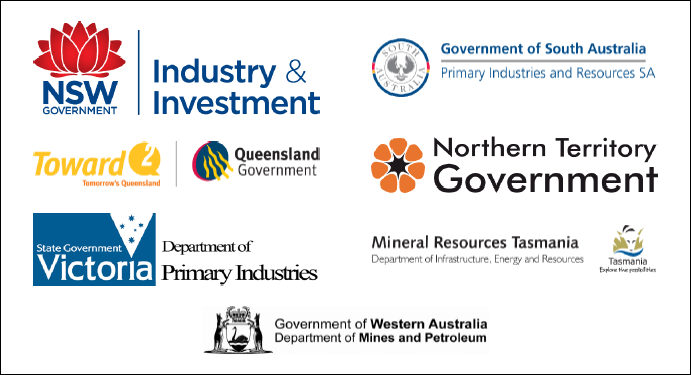 NSW
GOVERNMENT
Industry &
Investment
SOUTH
AUSTRALIA
Government of South Australia
Primary Industries and Resources SA
Toward Q2
Tomorrow's Queensland
Queensland
Government
Northern Territory
Government
State Government
Victoria
Department of
Primary Industries
Mineral Resources Tasmania
Department of Infrastructure, Energy and Resources
Tasmania
Explore the possibilities
Government of Western Australia
Department of Mines and Petroleum